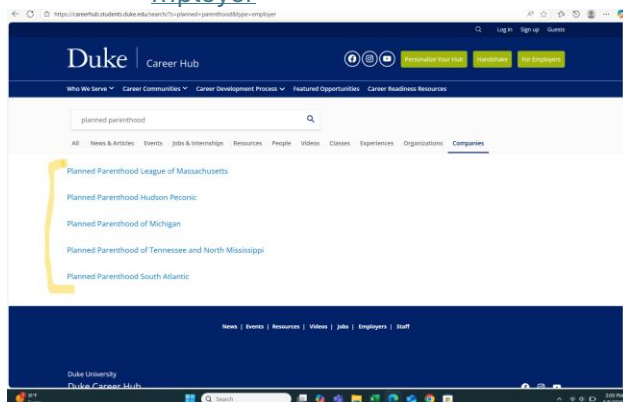 mployer
https://careerhub.students.duke.edu/search/?s=planned+parenthood&type=employer
Log In Sign up Guests
Duke Career Hub
Personalize Your Hub Handshake For Employers
Who We Serve Career Communities Career Development Process Featured Opportunities Career Readiness Resources
planned parenthood
All News & Articles Events Jobs & Internships Resources People Videos Classes Experiences Organizations Companies
Planned Parenthood League of Massachusetts
Planned Parenthood Hudson Peconic
Planned Parenthood of Michigan
Planned Parenthood of Tennessee and North Mississippi
Planned Parenthood South Atlantic
News | Events | Resources | Videos | Jobs | Employers | Staff
Duke University
Duke Career Hub
Search